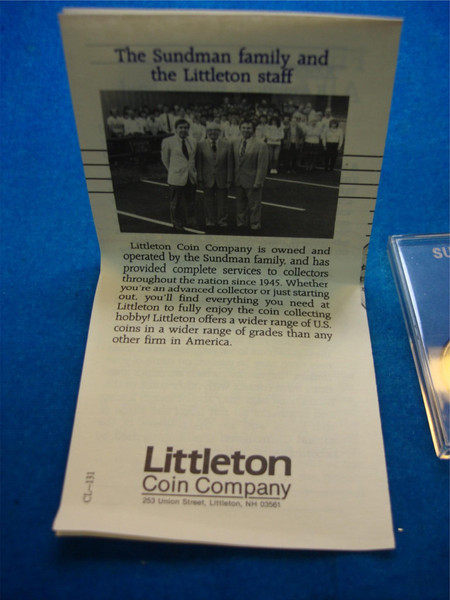 The Sundman family and
the Littleton staff
Littleton Coin Company is owned and
operated by the Sundman family, and has
provided complete services to collectors
throughout the nation since 1945. Whether
you're an advanced collector or just starting
out, you'll find everything you need at
Littleton to fully enjoy the coin collecting
hobby! Littleton offers a wider range of U.S.
coins in a wider range of grades than any
other firm in America.
Littleton
Coin Company
253 Union Street, Littleton, NH 03561
CL-131
SU